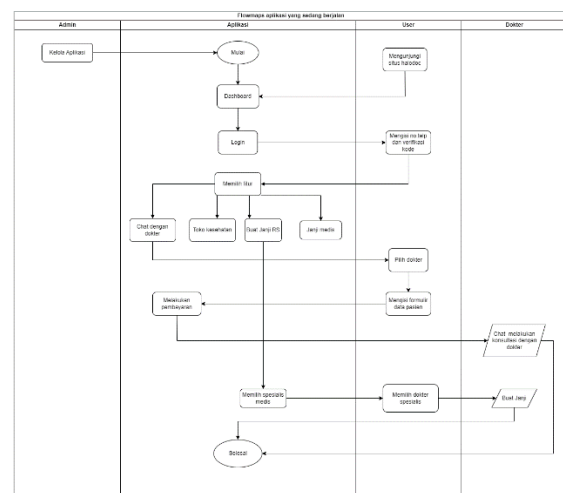 Flowmaps aplikasi yang sedang berjalan
Admin
Aplikasi
User
Dokter
Kelola Aplikasi
Mulai
Mengunjungi
situs halodoc
Dashboard
Login
Mengisi no telp
dan verifikasi
kode
Memilih fitur
Chat dengan
dokter
Toko kesehatan
Buat Janji RS
Janji medis
Pilih dokter
Melakukan
pembayaran
Mengisi formulir
data pasien
Chat melakukan
konsultasi dengan
dokter
Memilih spesialis
medis
Memilih dokter
spesialis
Buat Janji
Selesai